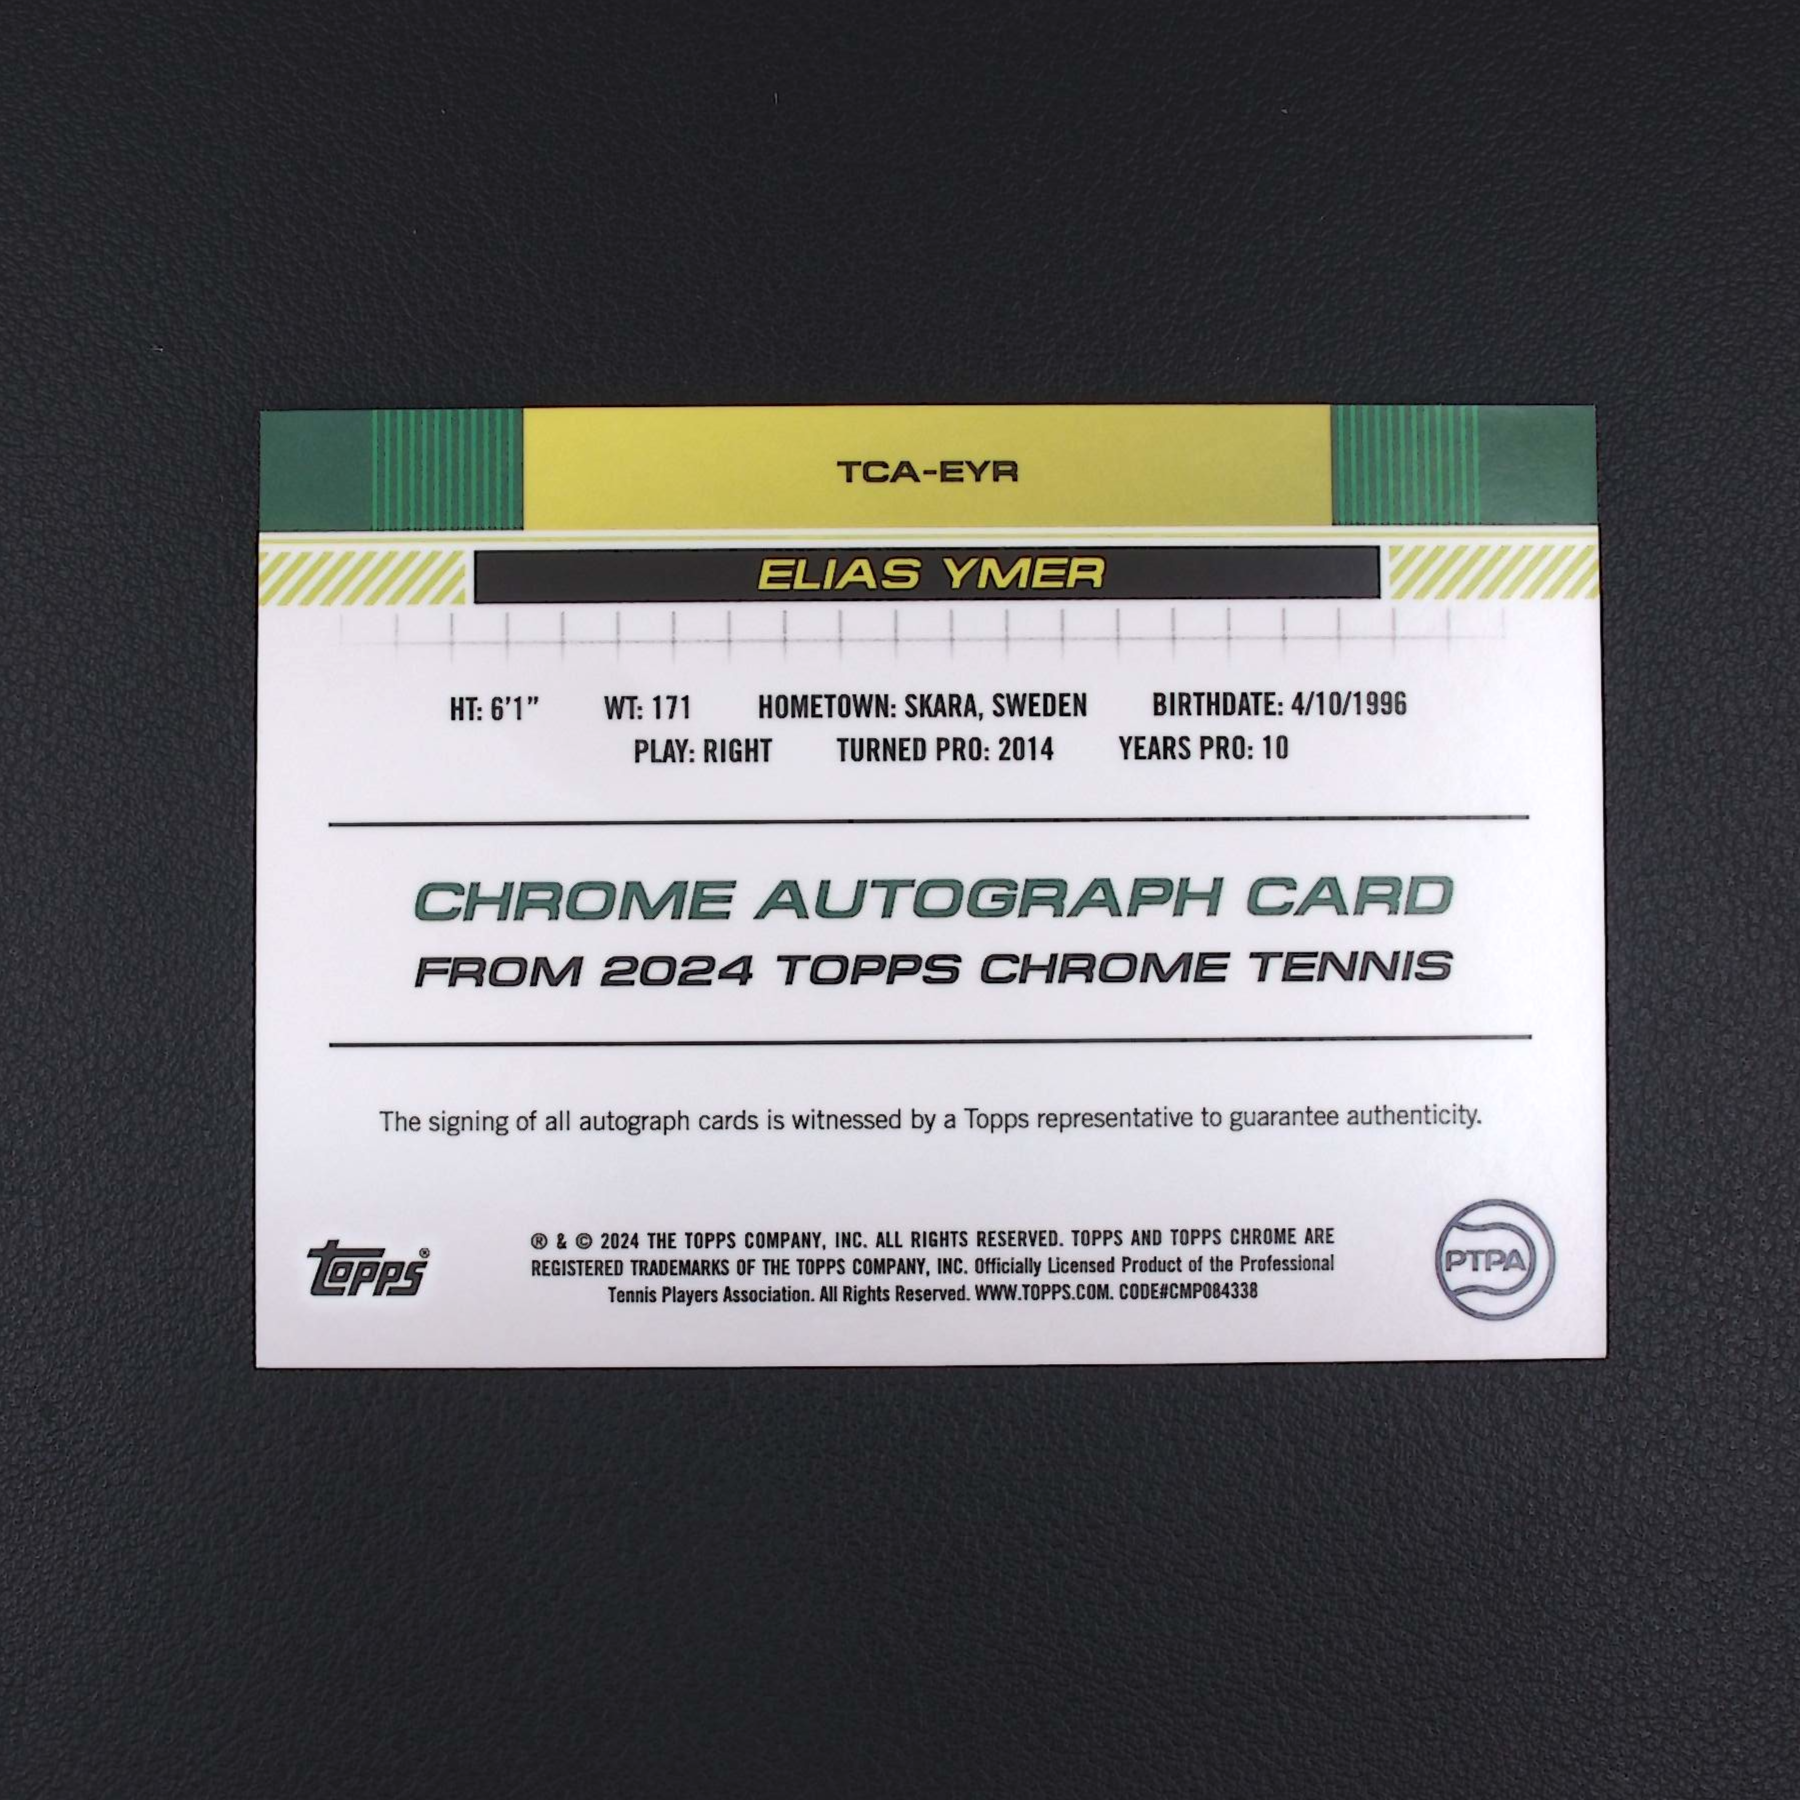 TCA-EYR
ELIAS YMER
HT: 6'1" WT: 171 HOMETOWN: SKARA, SWEDEN BIRTHDATE: 4/10/1996
PLAY: RIGHT TURNED PRO: 2014 YEARS PRO: 10
CHROME AUTOGRAPH CARD
FROM 2024 TOPPS CHROME TENNIS
The signing of all autograph cards is witnessed by a Topps representative to guarantee authenticity.
topps®
® & © 2024 THE TOPPS COMPANY, INC. ALL RIGHTS RESERVED. TOPPS AND TOPPS CHROME ARE
REGISTERED TRADEMARKS OF THE TOPPS COMPANY, INC. Officially Licensed Product of the Professional
Tennis Players Association. All Rights Reserved. WWW.TOPPS.COM. CODE#CMP084338
PTPA